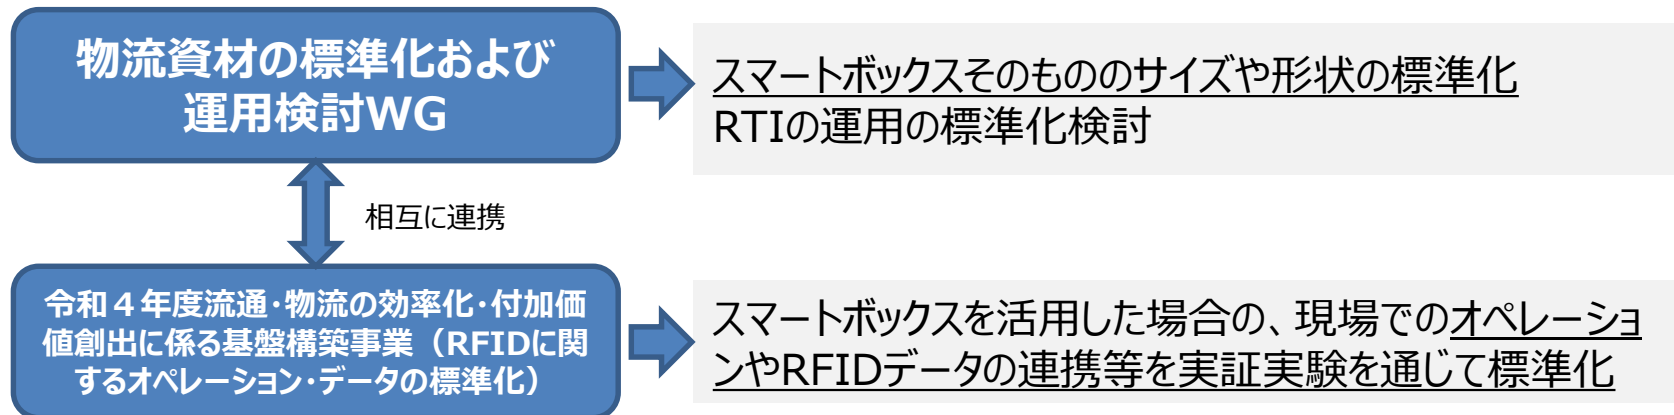 物流資材の標準化および
運用検討WG
スマートボックスそのもののサイズや形状の標準化
RTIの運用の標準化検討
相互に連携
令和４年度流通・物流の効率化・付加価
値創出に係る基盤構築事業（RFIDに関
するオペレーション・データの標準化）
スマートボックスを活用した場合の、現場でのオペレーショ
ンやRFIDデータの連携等を実証実験を通じて標準化